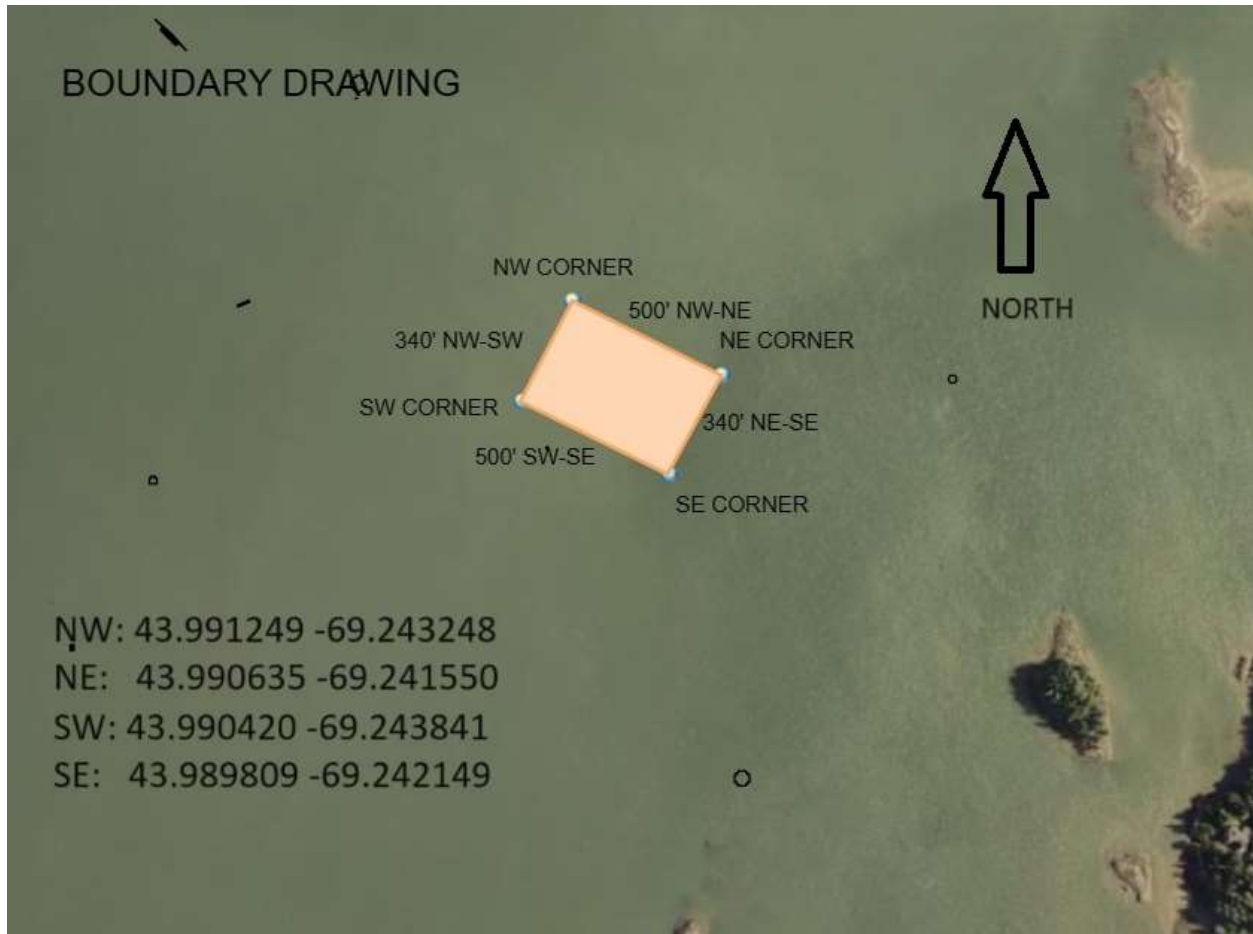 BOUNDARY DRAWING
NW CORNER
500' NW-NE
NORTH
340' NW-SW
NE CORNER
SW CORNER
340' NE-SE
500' SW-SE
SE CORNER
NW: 43.991249 -69.243248
NE: 43.990635 -69.241550
SW: 43.990420 -69.243841
SE: 43.989809 -69.242149